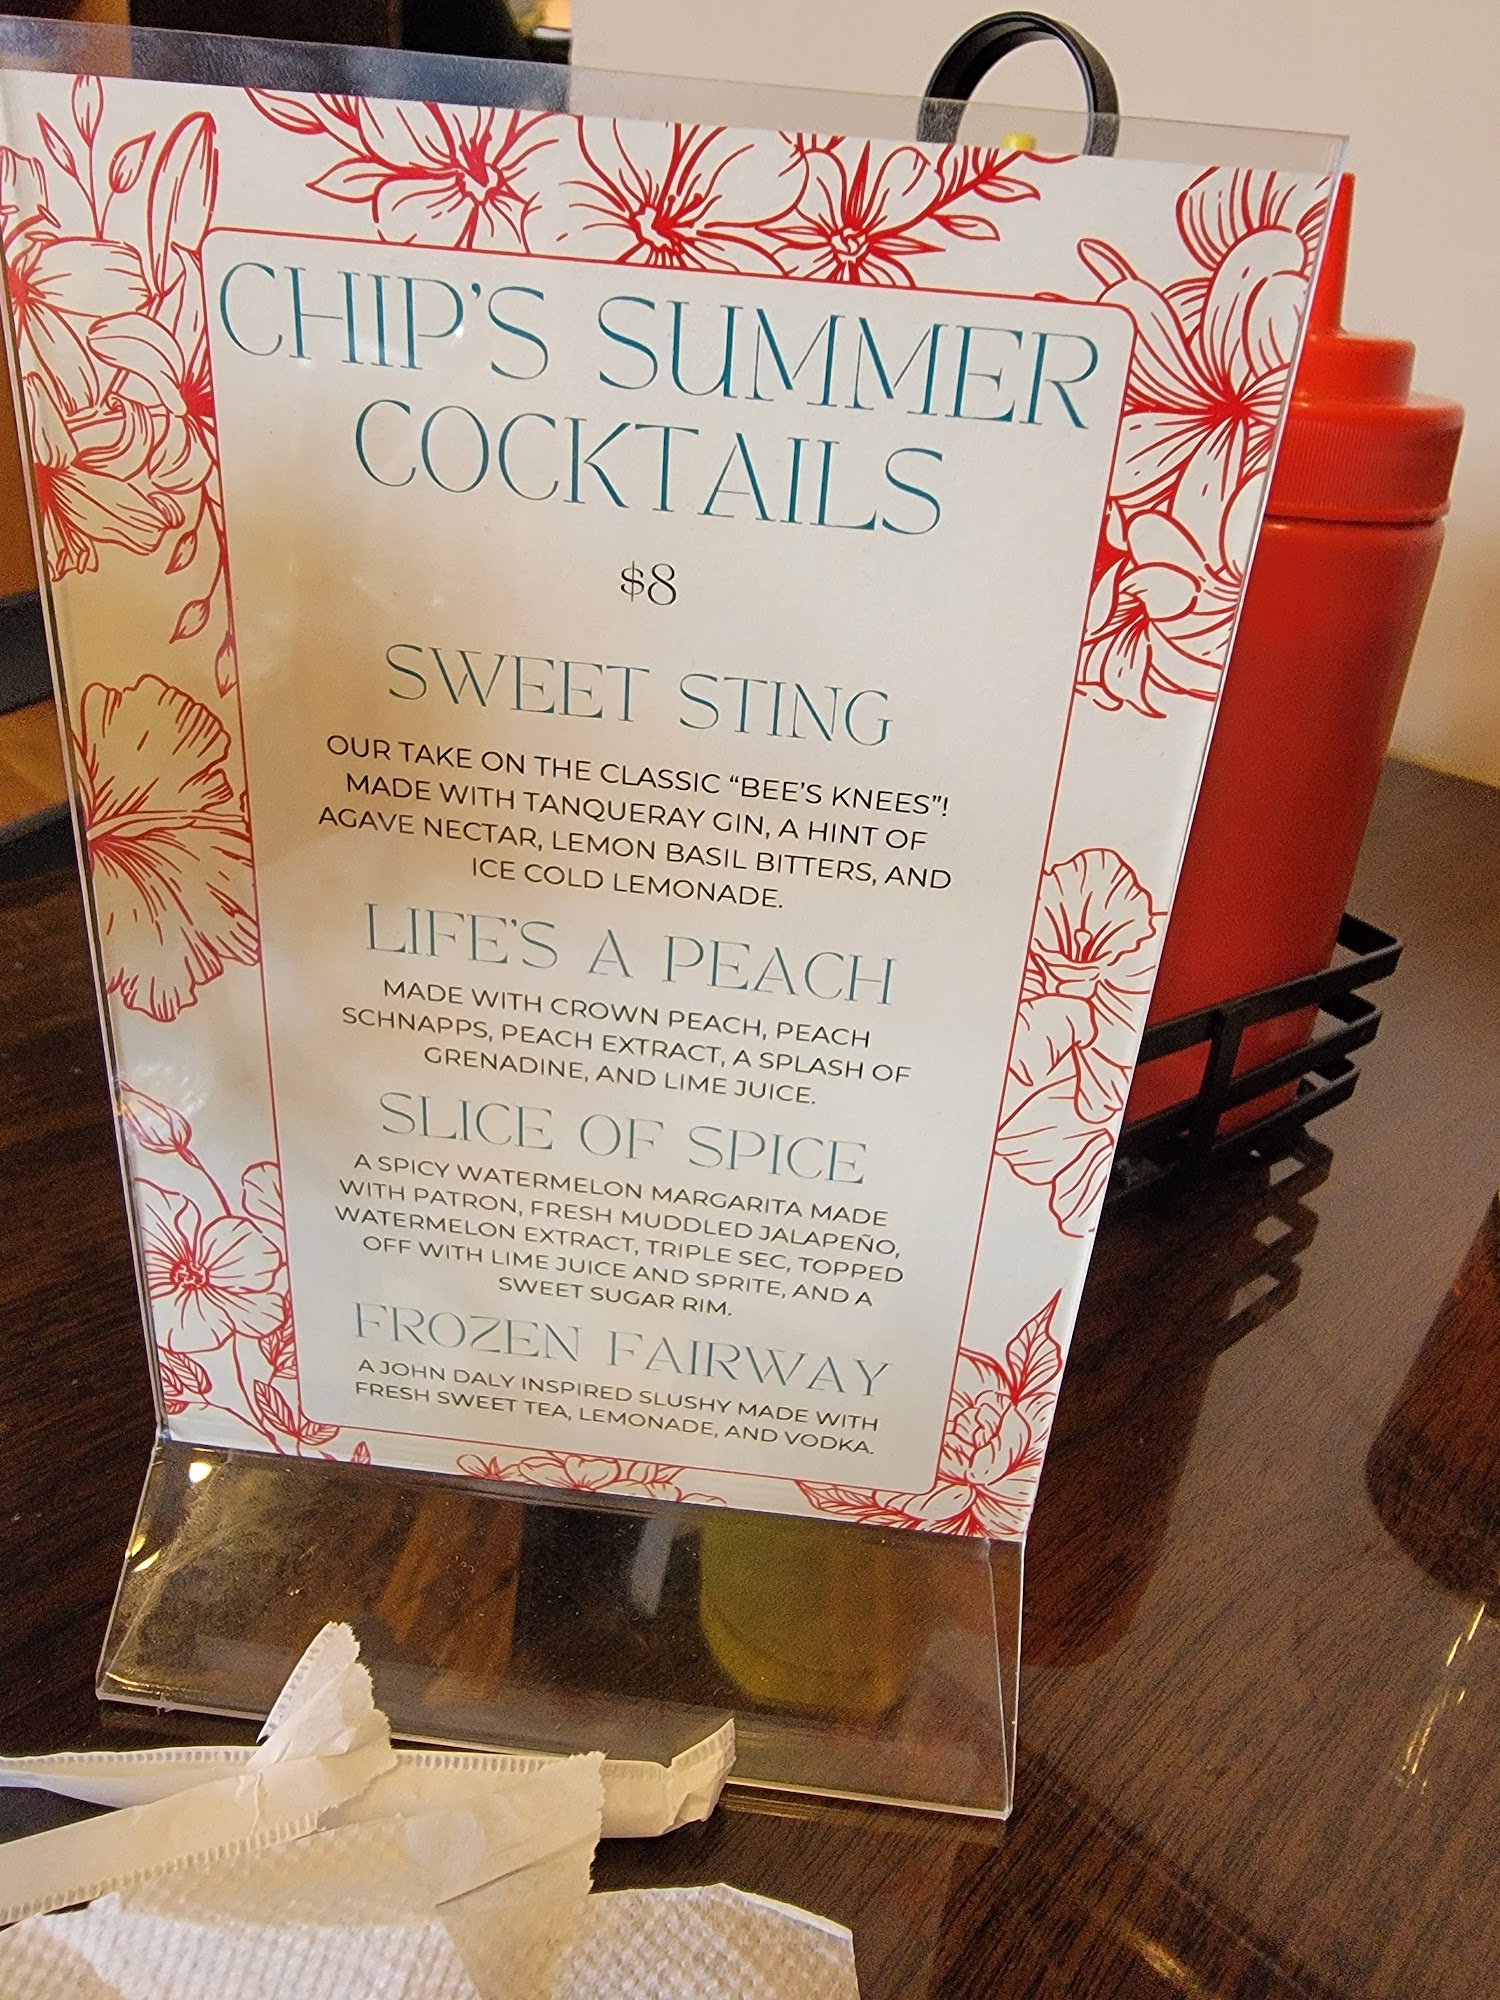 CHIP'S SUMMER
COCKTAILS
$8
SWEET STING
OUR TAKE ON THE CLASSIC “BEE'S KNEES”!
MADE WITH TANQUERAY GIN, A HINT OF
AGAVE NECTAR, LEMON BASIL BITTERS, AND
ICE COLD LEMONADE.
LIFE'S A PEACH
MADE WITH CROWN PEACH, PEACH
SCHNAPPS, PEACH EXTRACT, A SPLASH OF
GRENADINE, AND LIME JUICE.
SLICE OF SPICE
A SPICY WATERMELON MARGARITA MADE
WITH PATRON, FRESH MUDDLED JALAPEÑO,
WATERMELON EXTRACT, TRIPLE SEC, TOPPED
OFF WITH LIME JUICE AND SPRITE, AND A
SWEET SUGAR RIM.
FROZEN FAIRWAY
A JOHN DALY INSPIRED SLUSHY MADE WITH
FRESH SWEET TEA, LEMONADE, AND VODKA.